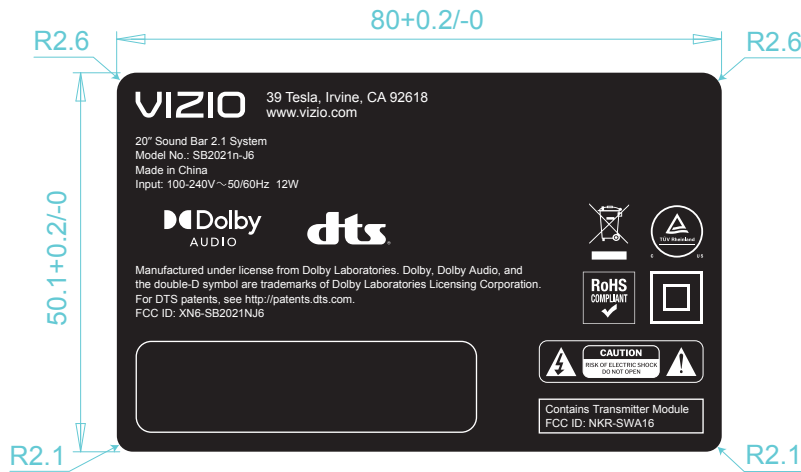 80+0.2/-0
R2.6
R2.6
50.1+0.2/-0
VIZIO
39 Tesla, Irvine, CA 92618
www.vizio.com
20″ Sound Bar 2.1 System
Model No.: SB2021n-J6
Made in China
Input: 100-240V～50/60Hz 12W
Dolby
AUDIO
dts
TÜV Rheinland
C US
Manufactured under license from Dolby Laboratories. Dolby, Dolby Audio, and
the double-D symbol are trademarks of Dolby Laboratories Licensing Corporation.
For DTS patents, see http://patents.dts.com.
FCC ID: XN6-SB2021NJ6
RoHS
COMPLIANT
CAUTION
RISK OF ELECTRIC SHOCK
DO NOT OPEN
Contains Transmitter Module
FCC ID: NKR-SWA16
R2.1
R2.1